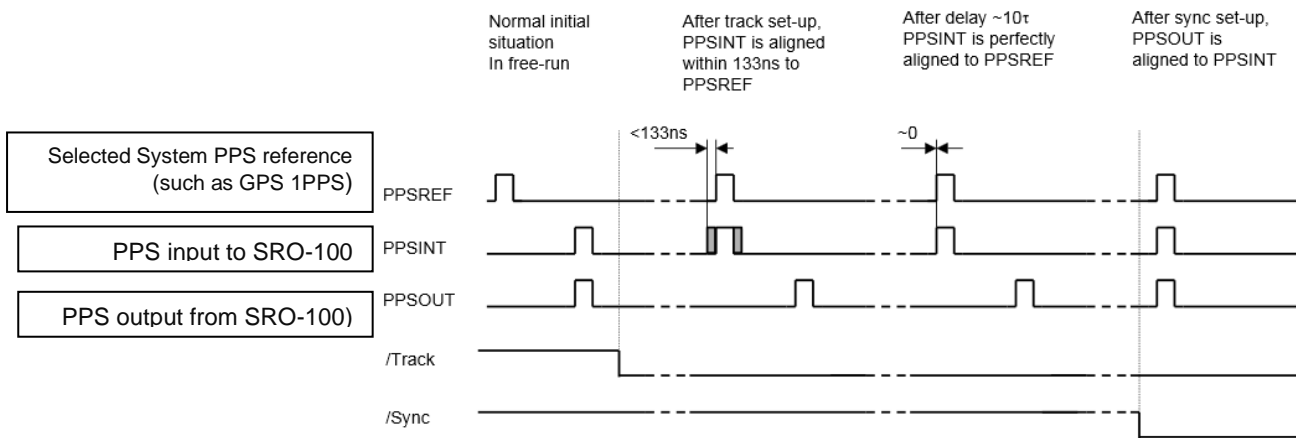 Normal initial
situation
In free-run
After track set-up,
PPSINT is aligned
within 133ns to
PPSREF
After delay ~10τ
PPSINT is perfectly
aligned to PPSREF
After sync set-up,
PPSOUT is
aligned to PPSINT
<133ns
~0
Selected System PPS reference
(such as GPS 1PPS)
PPSREF
PPS input to SRO-100
PPSINT
PPS output from SRO-100)
PPSOUT
/Track
/Sync